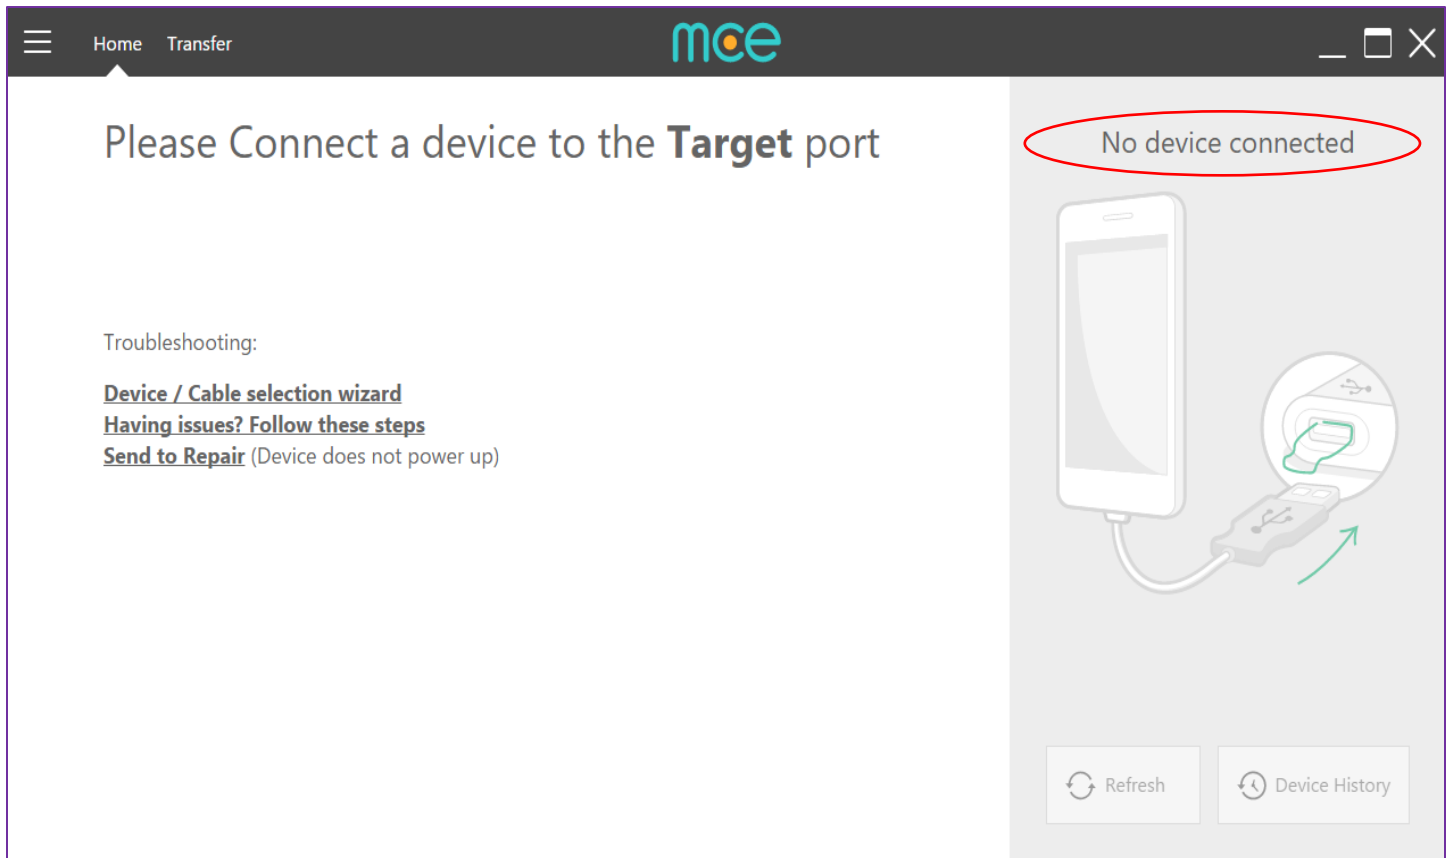 Home Transfer
mce
Please Connect a device to the Target port
No device connected
Troubleshooting:
Device / Cable selection wizard
Having issues? Follow these steps
Send to Repair (Device does not power up)
Refresh
Device History